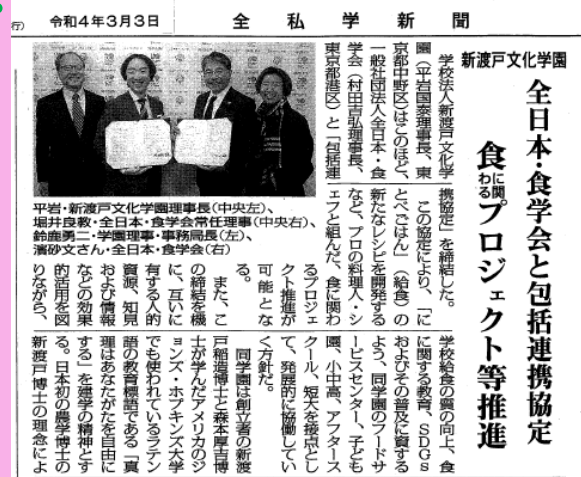 行) 令和4年3月3日 全私学新聞
新渡戸文化学園
全日本・食学会と包括連携協定
食に関わるプロジェクト等推進
学校法人新渡戸文化学
園（平岩国泰理事長、東
京都中野区）はこのほど、
一般社団法人全日本・食
学会（村田吉弘理事長、
東京都港区）と「包括連
携協定」を締結した。
この協定により、「に
とべごはん」（給食）の
新たなレシピを開発する
など、プロの料理人・シ
ェフと組んだ、食に関わ
るプロジェ
クト推進が
可能とな
る。
また、こ
の締結を機
に、互いに
有する人的
資源、知見
および情報
などの効果
的活用を図
りながら、
学校給食の質の向上、食
に関する教育、SDGs
およびその普及に資する
よう、同学園のフードサ
ービスセンター、子ども
園、小中高、アフタース
クール、短大を接点とし
て、発展的に協働してい
く方針だ。
同学園は創立者の新渡
戸稲造博士と森本厚吉博
士が学んだアメリカのジ
ョンズ・ホプキンズ大学
でも使われているラテン
語の教育標語である「真
理はあなたがたを自由に
する」を建学の精神とす
る。日本初の農学博士の
新渡戸博士の理念によ
平岩・新渡戸文化学園理事長（中央左）、
堀井良教・全日本・食学会常任理事（中央右）、
鈴鹿勇二・学園理事・事務局長（左）、
濱砂文さん・全日本・食学会（右）